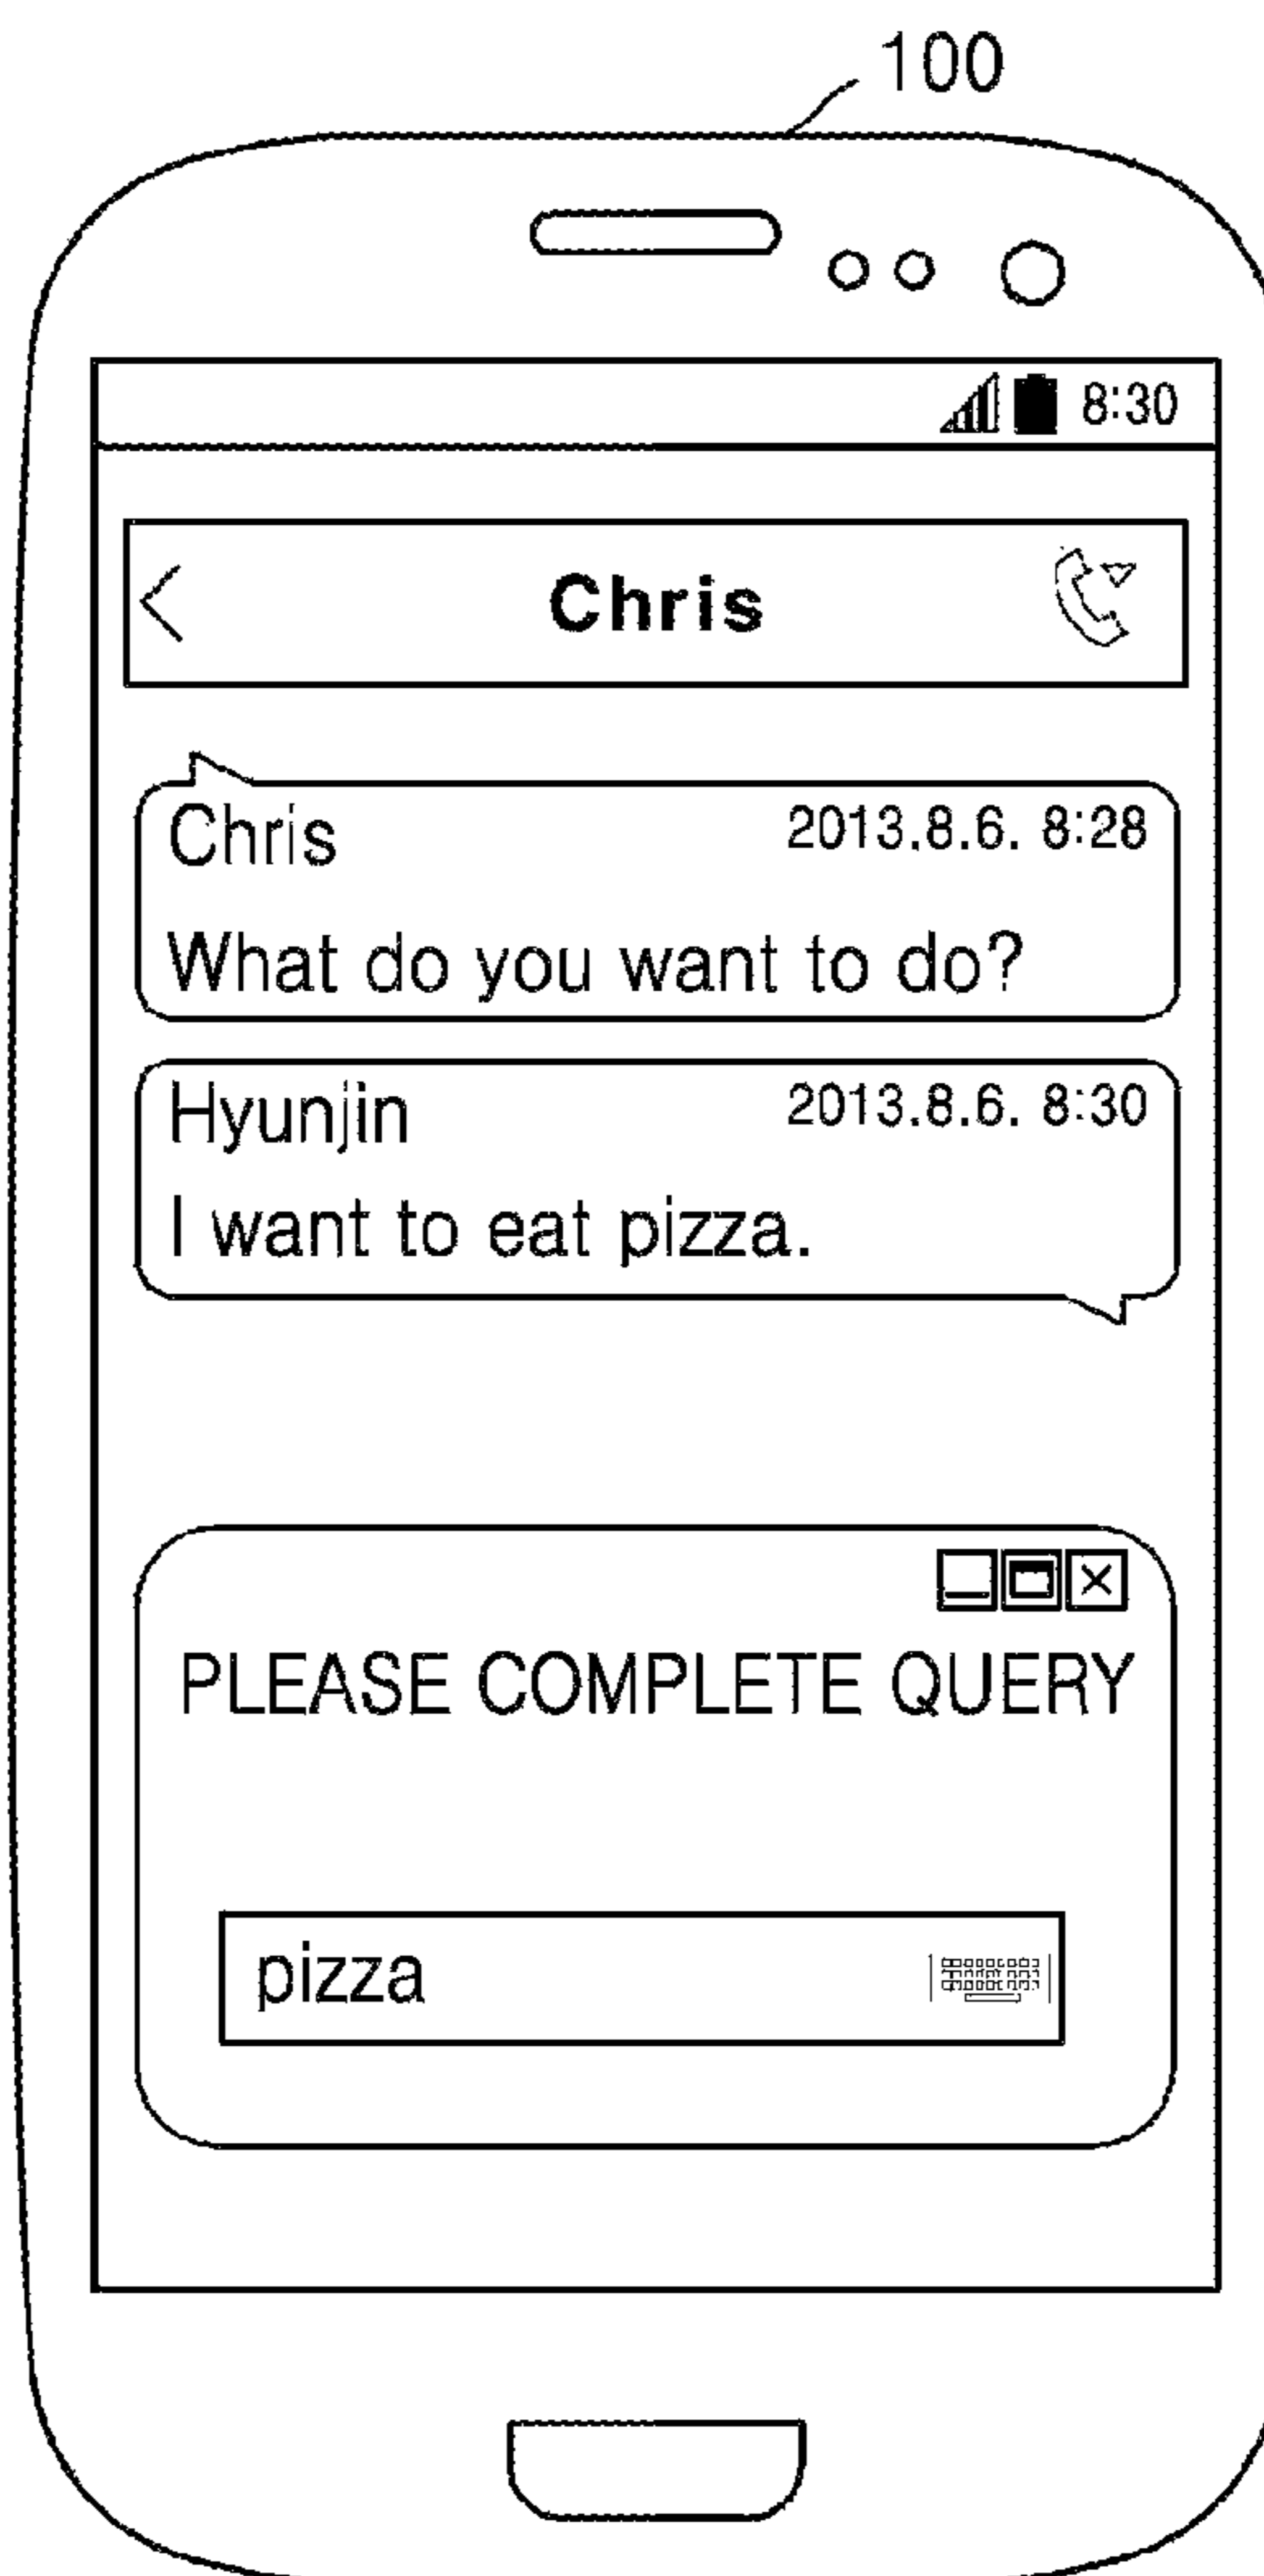 100
8:30
Chris
Chris 2013.8.6. 8:28
What do you want to do?
Hyunjin 2013.8.6. 8:30
I want to eat pizza.
PLEASE COMPLETE QUERY
pizza